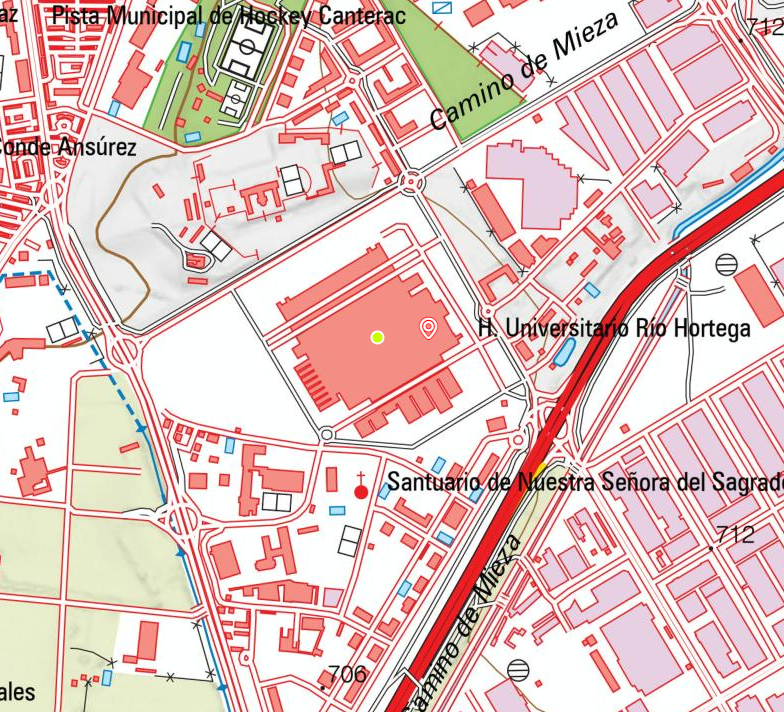 az
Pista Municipal de Hockey Canterac
712
Camino de Mieza
Conde Ansúrez
H. Universitario Río Hortega
Santuario de Nuestra Señora del Sagrado
712
Camino de Mieza
706
ales